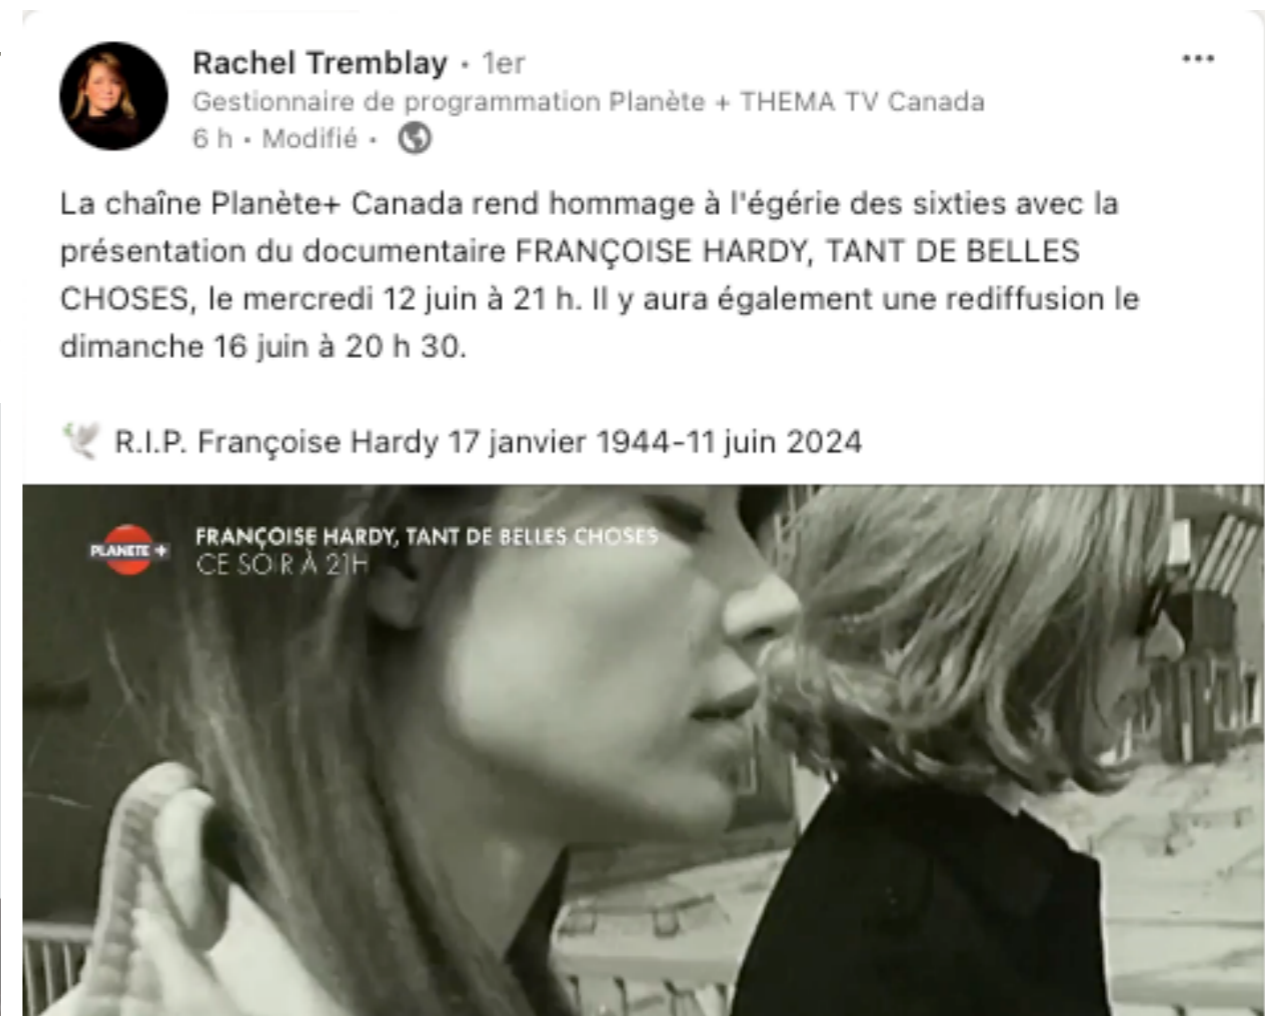 Rachel Tremblay • 1er
Gestionnaire de programmation Planète + THEMA TV Canada
6 h • Modifié •
La chaîne Planète+ Canada rend hommage à l'égérie des sixties avec la
présentation du documentaire FRANÇOISE HARDY, TANT DE BELLES
CHOSES, le mercredi 12 juin à 21 h. Il y aura également une rediffusion le
dimanche 16 juin à 20 h 30.
🕊️ R.I.P. Françoise Hardy 17 janvier 1944-11 juin 2024
PLANETE +
FRANÇOISE HARDY, TANT DE BELLES CHOSES
CE SOIR À 21H